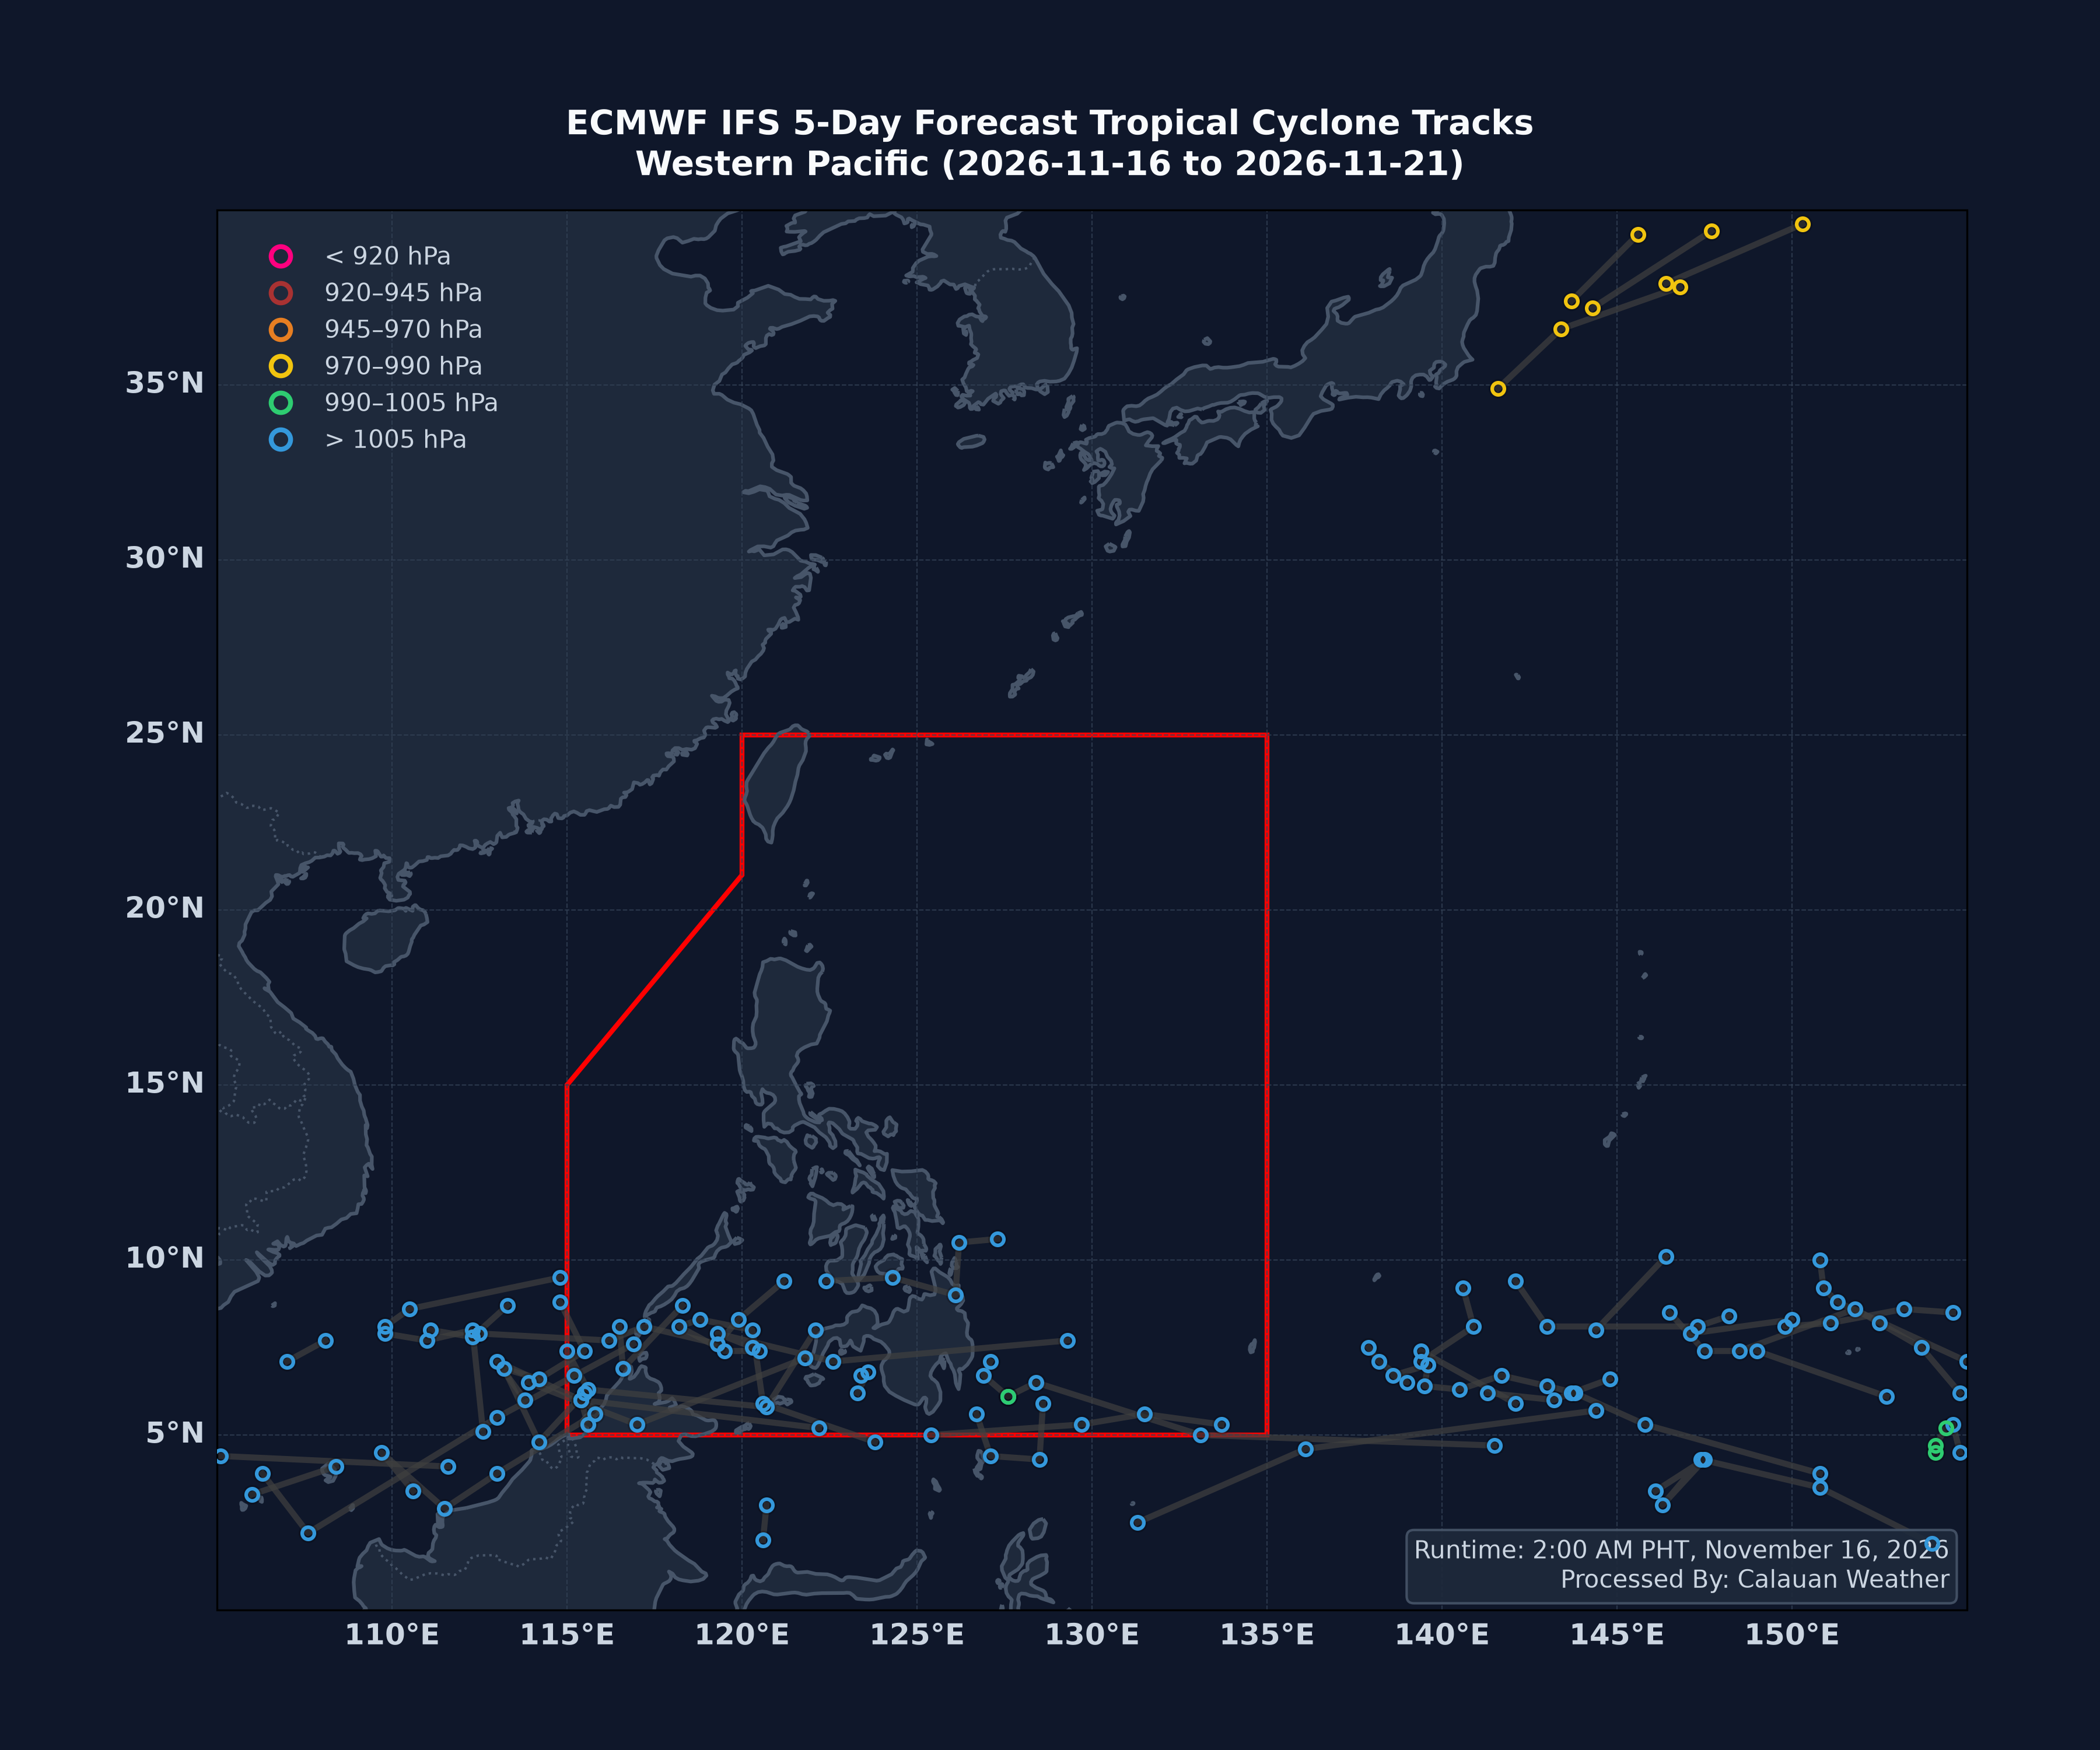 ECMWF IFS 5-Day Forecast Tropical Cyclone Tracks
Western Pacific (2026-11-16 to 2026-11-21)
< 920 hPa
920–945 hPa
945–970 hPa
970–990 hPa
990–1005 hPa
> 1005 hPa
35°N
30°N
25°N
20°N
15°N
10°N
5°N
Runtime: 2:00 AM PHT, November 16, 2026
Processed By: Calauan Weather
110°E 115°E 120°E 125°E 130°E 135°E 140°E 145°E 150°E